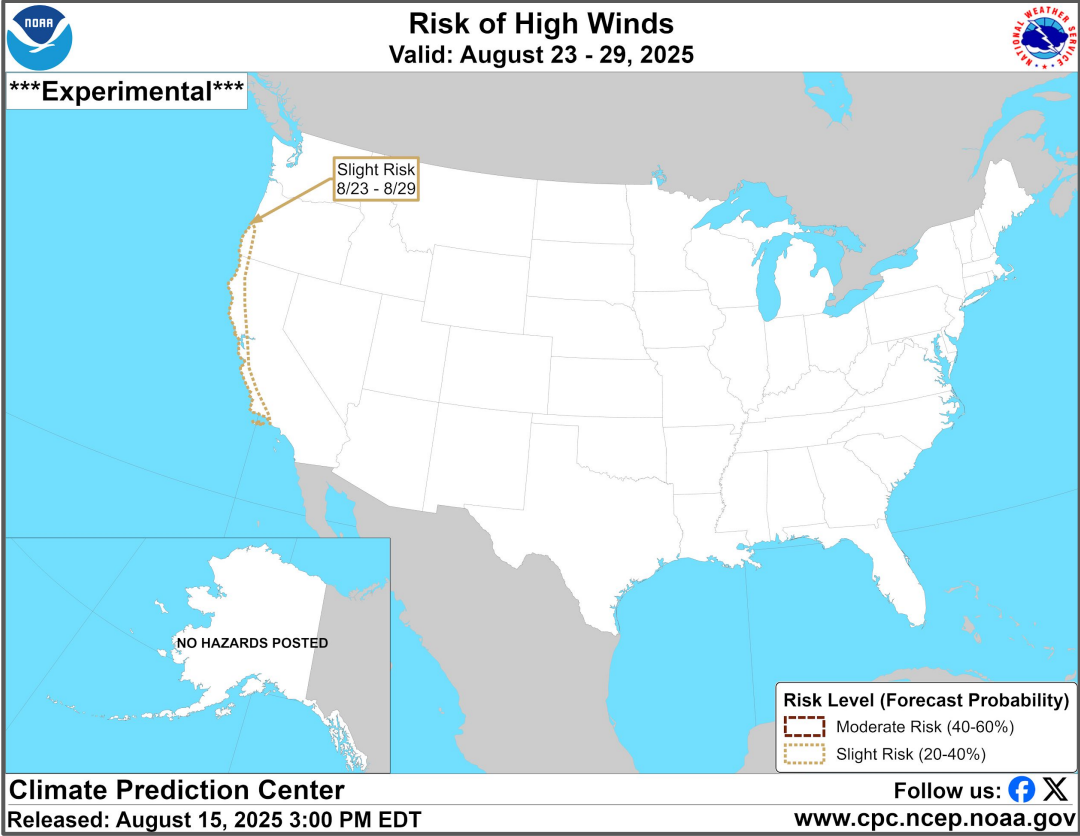 NOAA
Risk of High Winds
Valid: August 23 - 29, 2025
NATIONAL WEATHER SERVICE
***Experimental***
Slight Risk
8/23 - 8/29
NO HAZARDS POSTED
Risk Level (Forecast Probability)
Moderate Risk (40-60%)
Slight Risk (20-40%)
Climate Prediction Center
Follow us:
Released: August 15, 2025 3:00 PM EDT
www.cpc.ncep.noaa.gov